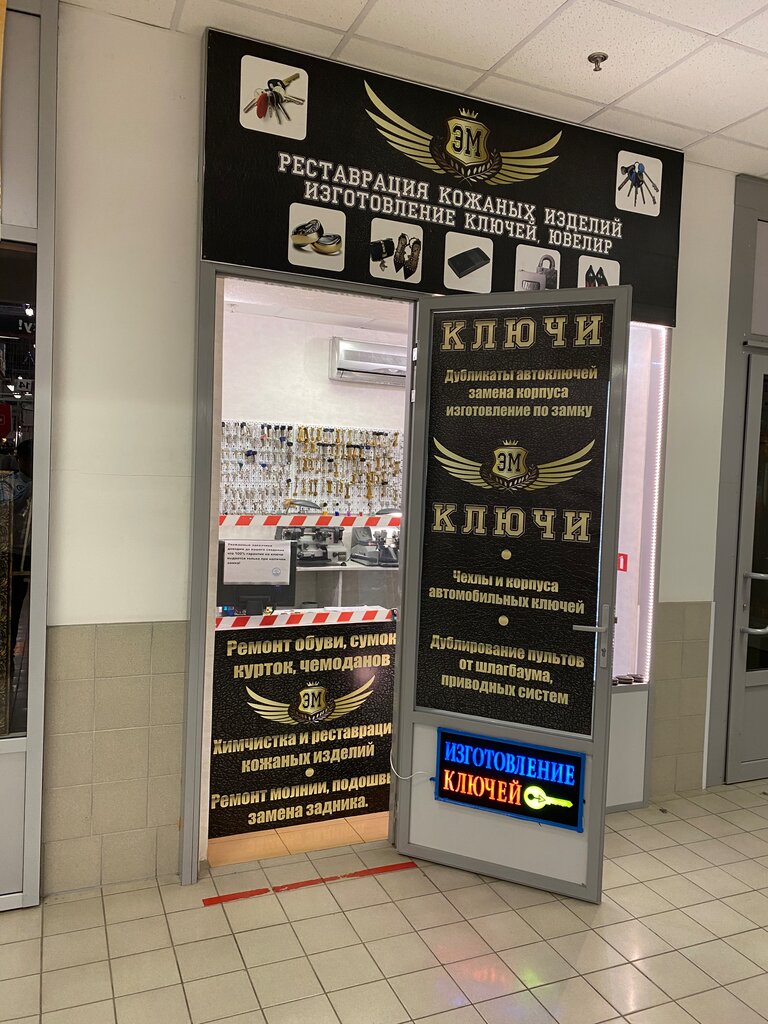 ЭМ
РЕСТАВРАЦИЯ КОЖАНЫХ ИЗДЕЛИЙ
ИЗГОТОВЛЕНИЕ КЛЮЧЕЙ, ЮВЕЛИР
КЛЮЧИ
Дубликаты автоключей
замена корпуса
изготовление по замку
ЭМ
КЛЮЧИ
Чехлы и корпуса
автомобильных ключей
Дублирование пультов
от шлагбаума,
приводных систем
ИЗГОТОВЛЕНИЕ
КЛЮЧЕЙ
Ремонт обуви, сумок
курток, чемоданов
ЭМ
Химчистка и реставраци
кожаных изделий
Ремонт молнии, подошвы
замена задника.
14